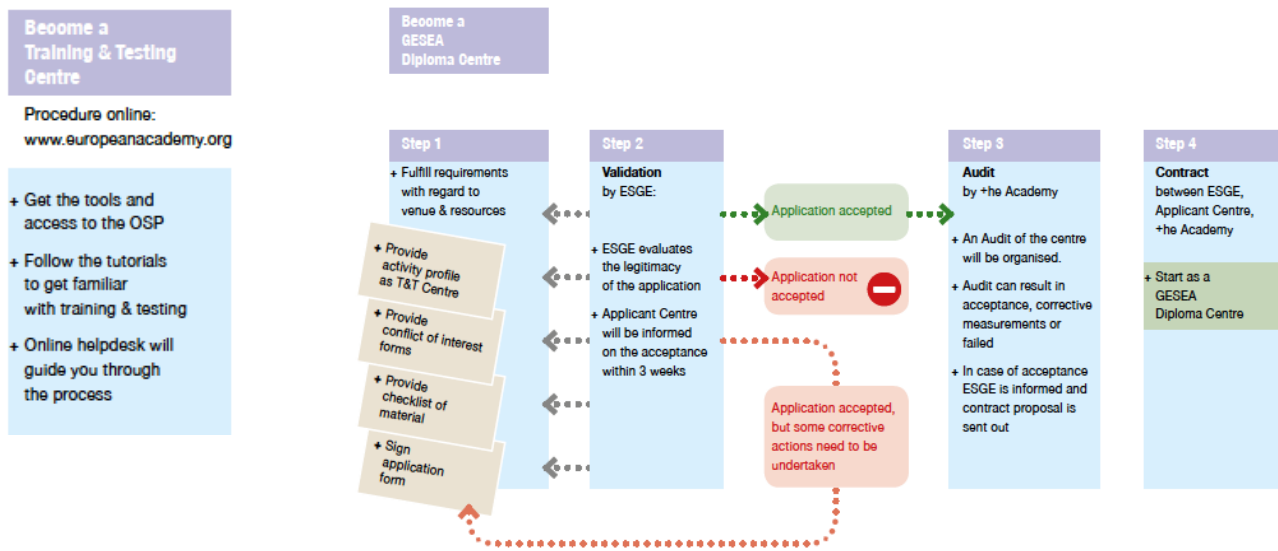 Become a
Training & Testing
Centre
Procedure online:
www.europeanacademy.org
+ Get the tools and
access to the OSP
+ Follow the tutorials
to get familiar
with training & testing
+ Online helpdesk will
guide you through
the process
Become a
GESEA
Diploma Centre
Step 1
+ Fulfill requirements
with regard to
venue & resources
+ Provide
activity profile
as T&T Centre
+ Provide
conflict of interest
forms
+ Provide
checklist of
material
+ Sign
application
form
Step 2
Validation
by ESGE:
+ ESGE evaluates
the legitimacy
of the application
+ Applicant Centre
will be informed
on the acceptance
within 3 weeks
Application accepted
Application not
accepted
Application accepted,
but some corrective
actions need to be
undertaken
Step 3
Audit
by +he Academy
+ An Audit of the centre
will be organised.
+ Audit can result in
acceptance, corrective
measurements or
failed
+ In case of acceptance
ESGE is informed and
contract proposal is
sent out
Step 4
Contract
between ESGE,
Applicant Centre,
+he Academy
+ Start as a
GESEA
Diploma Centre